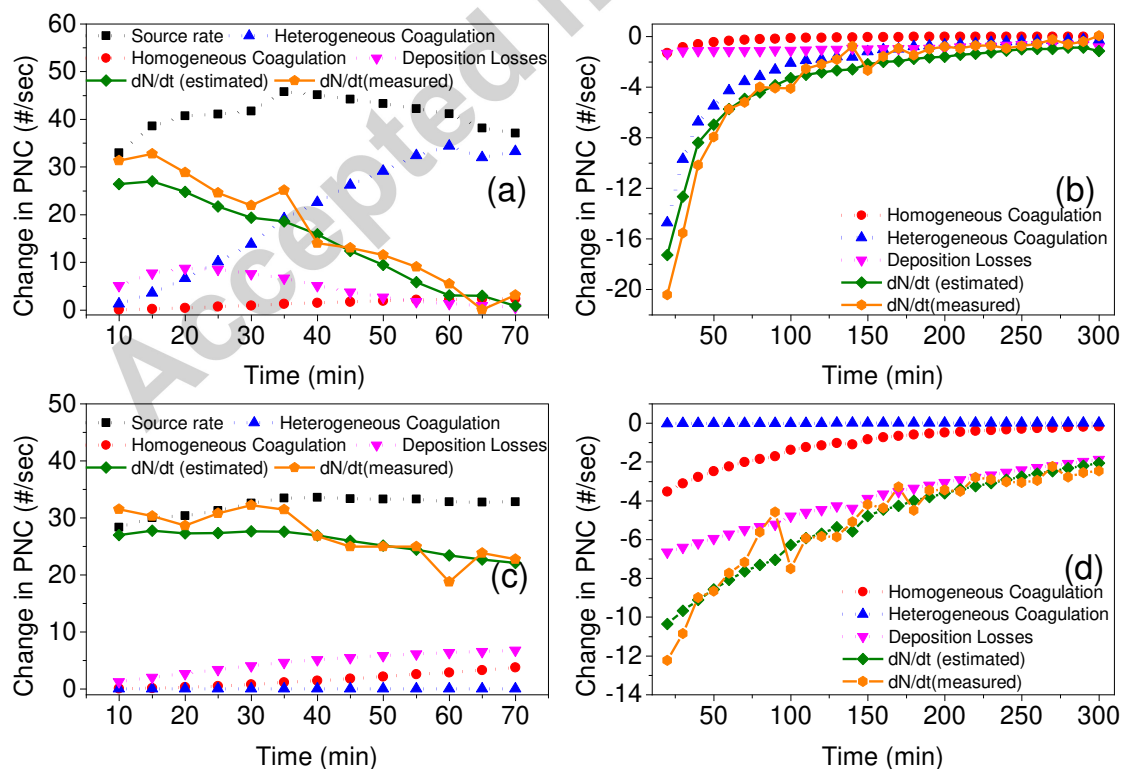 Accepted
60
50
40
30
20
10
0
Change in PNC (#/sec)
Source rate
Heterogeneous Coagulation
Homogeneous Coagulation
Deposition Losses
dN/dt (estimated)
dN/dt(measured)
(a)
10 20 30 40 50 60 70
Time (min)
0
-4
-8
-12
-16
-20
Change in PNC (#/sec)
(b)
Homogeneous Coagulation
Heterogeneous Coagulation
Deposition Losses
dN/dt (estimated)
dN/dt(measured)
50 100 150 200 250 300
Time (min)
50
40
30
20
10
0
Change in PNC (#/sec)
Source rate
Heterogeneous Coagulation
Homogeneous Coagulation
Deposition Losses
dN/dt (estimated)
dN/dt(measured)
(c)
10 20 30 40 50 60 70
Time (min)
0
-2
-4
-6
-8
-10
-12
-14
Change in PNC (#/sec)
(d)
Homogeneous Coagulation
Heterogeneous Coagulation
Deposition Losses
dN/dt (estimated)
dN/dt(measured)
50 100 150 200 250 300
Time (min)